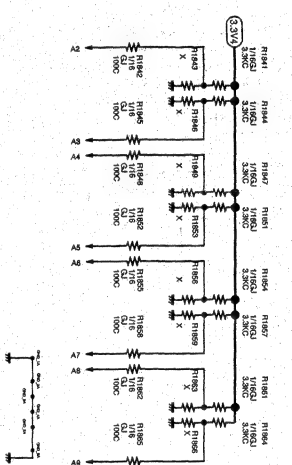 3.3V4
R1841
1/16GJ
3.3KC
R1844
1/16GJ
3.3KC
R1847
1/16GJ
3.3KC
R1851
1/16GJ
3.3KC
R1854
1/16GJ
3.3KC
R1857
1/16GJ
3.3KC
R1861
1/16GJ
3.3KC
R1864
1/16GJ
3.3KC
R1843
X
R1846
X
R1849
X
R1853
X
R1856
X
R1859
X
R1863
X
R1866
X
R1842
1/16
GJ
100C
R1845
1/16
GJ
100C
R1848
1/16
GJ
100C
R1852
1/16
GJ
100C
R1855
1/16
GJ
100C
R1858
1/16
GJ
100C
R1862
1/16
GJ
100C
R1865
1/16
GJ
100C
A2
A3
A4
A5
A6
A7
A8
A9